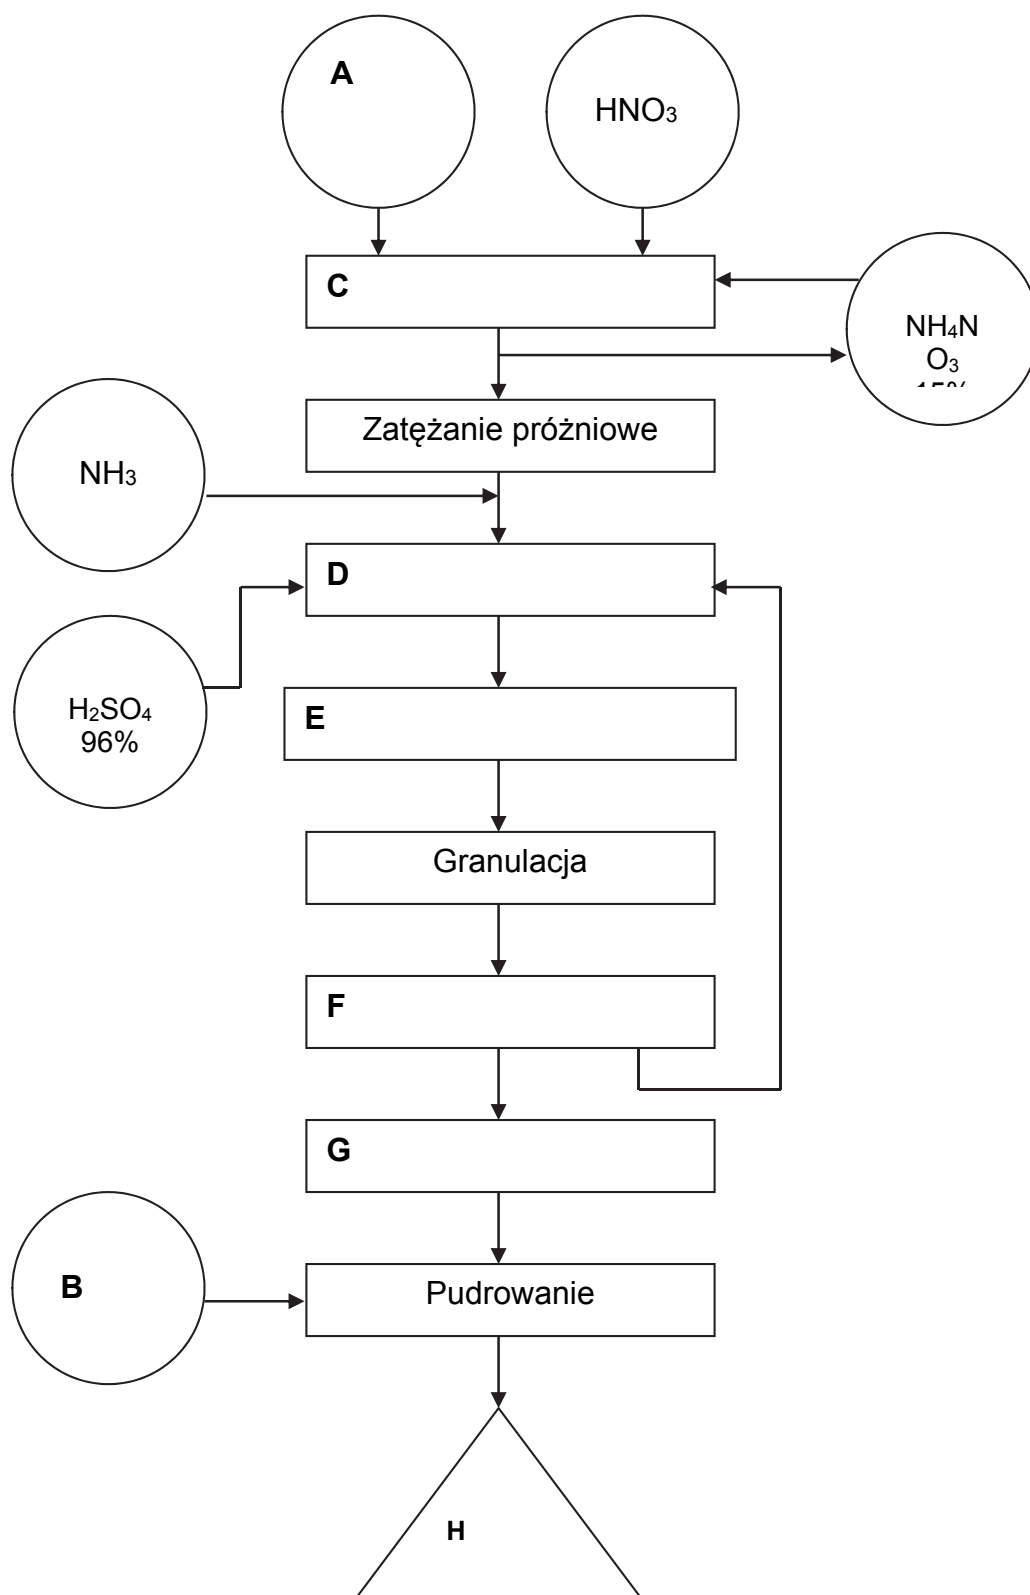 A
HNO₃
C
NH₄N
O₃
Zatężanie próżniowe
NH₃
D
H₂SO₄
96%
E
Granulacja
F
G
B
Pudrowanie
H